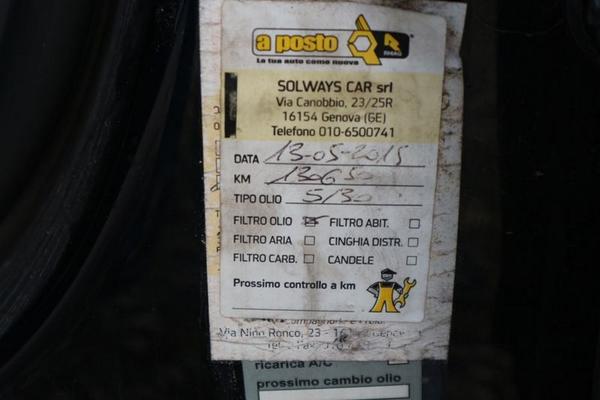 a posto RHIAG
La tua auto come nuova
SOLWAYS CAR srl
Via Canobbio, 23/25R
16154 Genova (GE)
Telefono 010-6500741
DATA 13-05-2015
KM 130650
TIPO OLIO 5/30
FILTRO OLIO FILTRO ABIT.
FILTRO ARIA CINGHIA DISTR.
FILTRO CARB. CANDELE
Prossimo controllo a km
Via Nino Ronco, 23 - 16
ricarica A/C
prossimo cambio olio